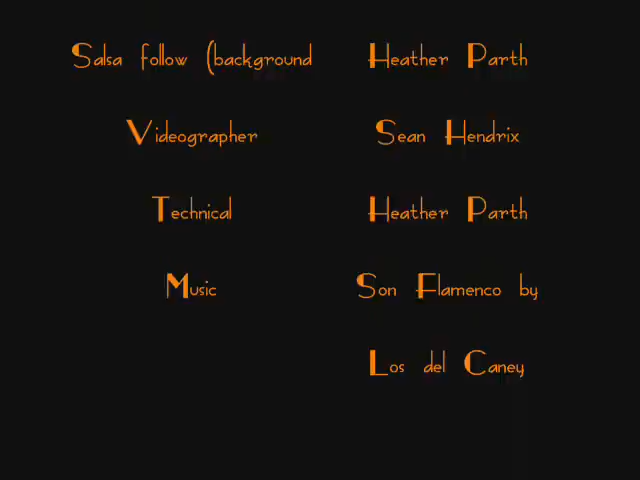 Salsa follow (background Heather Parth
Videographer Sean Hendrix
Technical Heather Parth
Music Son Flamenco by
Los del Caney